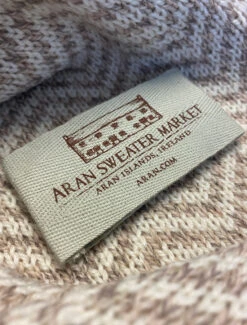 ARAN SWEATER MARKET
ARAN ISLANDS, IRELAND
ARAN.COM